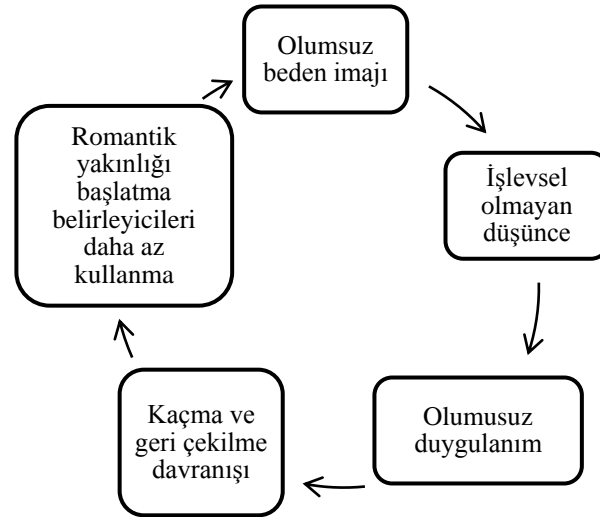 Olumsuz
beden imajı
İşlevsel
olmayan
düşünce
Olumusuz
duygulanım
Kaçma ve
geri çekilme
davranışı
Romantik
yakınlığı
başlatma
belirleyicileri
daha az
kullanma